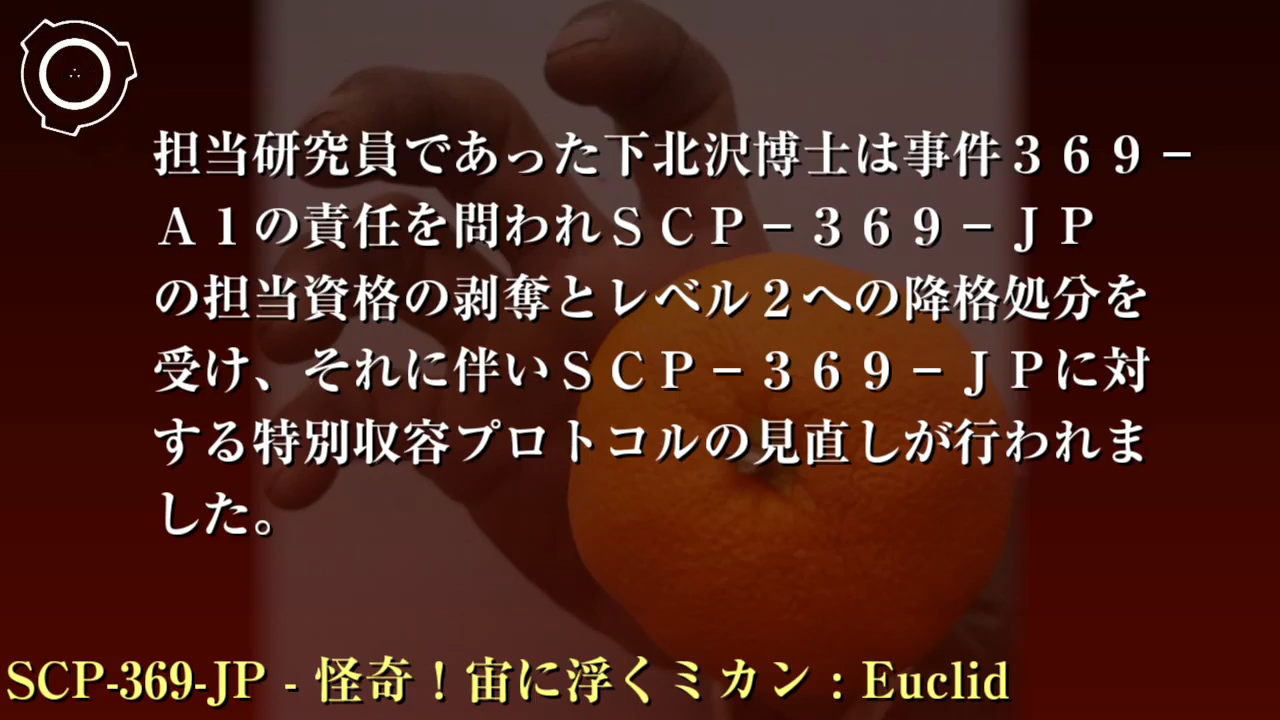 担当研究員であった下北沢博士は事件３６９－
Ａ１の責任を問われＳＣＰ－３６９－ＪＰ
の担当資格の剥奪とレベル２への降格処分を
受け、それに伴いＳＣＰ－３６９－ＪＰに対
する特別収容プロトコルの見直しが行われま
した。
SCP-369-JP - 怪奇！宙に浮くミカン：Euclid